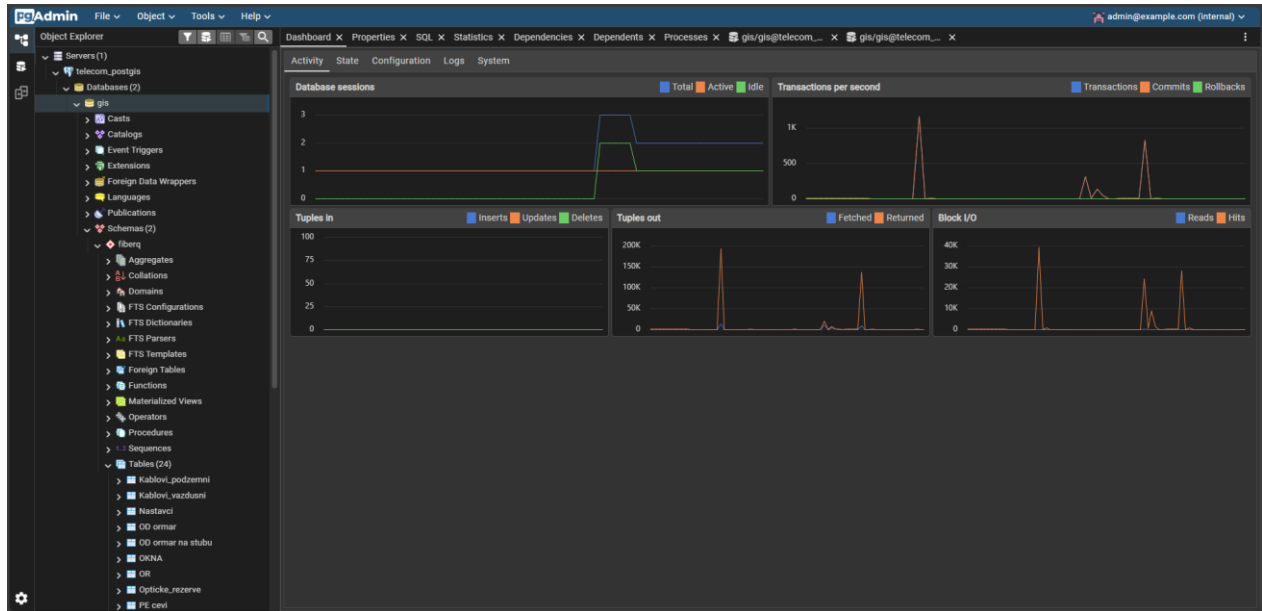 pgAdmin File Object Tools Help admin@example.com (internal)
Object Explorer
Dashboard Properties SQL Statistics Dependencies Dependents Processes gis/gis@telecom_... gis/gis@telecom_...
Servers (1)
telecom_postgis
Databases (2)
gis
Casts
Catalogs
Event Triggers
Extensions
Foreign Data Wrappers
Languages
Publications
Schemas (2)
fiberq
Aggregates
Collations
Domains
FTS Configurations
FTS Dictionaries
Aa FTS Parsers
FTS Templates
Foreign Tables
Functions
Materialized Views
Operators
Procedures
1..3 Sequences
Tables (24)
Kablovi_podzemni
Kablovi_vazdusni
Nastavci
OD ormar
OD ormar na stubu
OKNA
OR
Opticke_rezerve
PE cevi
Activity State Configuration Logs System
Database sessions Total Active Idle
3
2
1
0
Transactions per second Transactions Commits Rollbacks
1K
500
0
Tuples in Inserts Updates Deletes
100
75
50
25
0
Tuples out Fetched Returned
200K
150K
100K
50K
0
Block I/O Reads Hits
40K
30K
20K
10K
0